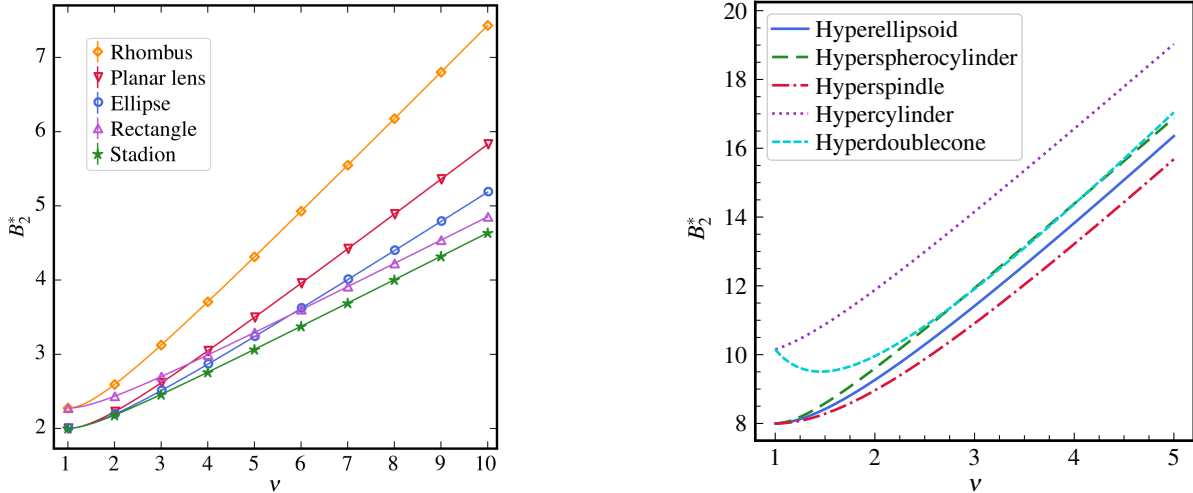 7
6
5
4
3
2
B₂*
Rhombus
Planar lens
Ellipse
Rectangle
Stadion
1 2 3 4 5 6 7 8 9 10
ν
20
18
16
14
12
10
8
B₂*
Hyperellipsoid
Hyperspherocylinder
Hyperspindle
Hypercylinder
Hyperdoublecone
1 2 3 4 5
ν